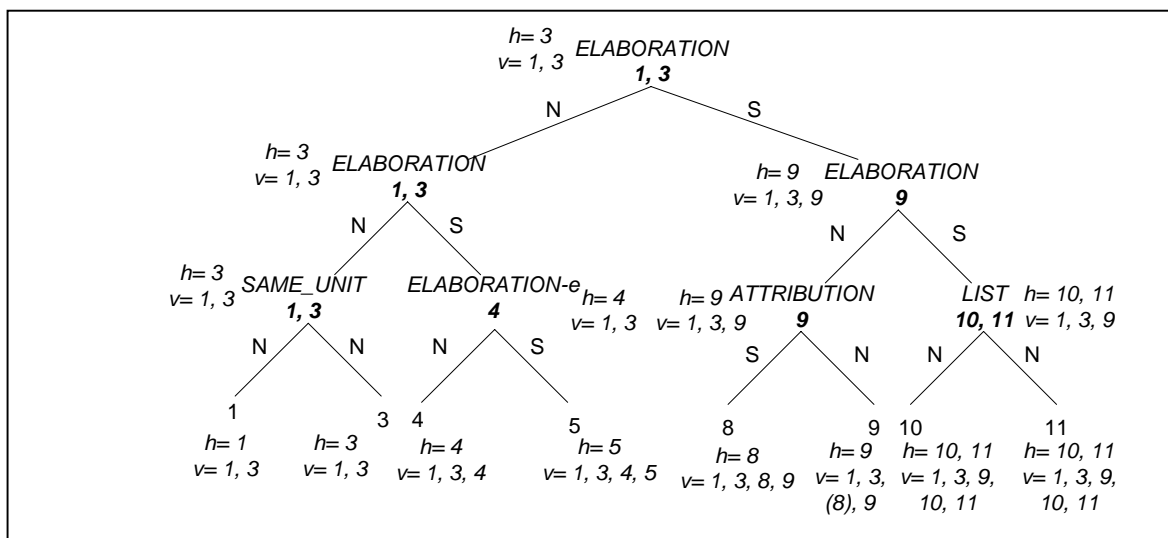 h= 3 ELABORATION
v= 1, 3 1, 3
N S
h= 3 ELABORATION h= 9 ELABORATION
v= 1, 3 1, 3 v= 1, 3, 9 9
N S N S
h= 3 SAME_UNIT ELABORATION-e h= 4 h= 9 ATTRIBUTION LIST h= 10, 11
v= 1, 3 1, 3 4 v= 1, 3 v= 1, 3, 9 9 10, 11 v= 1, 3, 9
N N N S S N N N
1 3 4 5 8 9 10 11
h= 1 h= 3 h= 4 h= 5 h= 8 h= 9 h= 10, 11 h= 10, 11
v= 1, 3 v= 1, 3 v= 1, 3, 4 v= 1, 3, 4, 5 v= 1, 3, 8, 9 v= 1, 3, v= 1, 3, 9, v= 1, 3, 9,
(8), 9 10, 11 10, 11